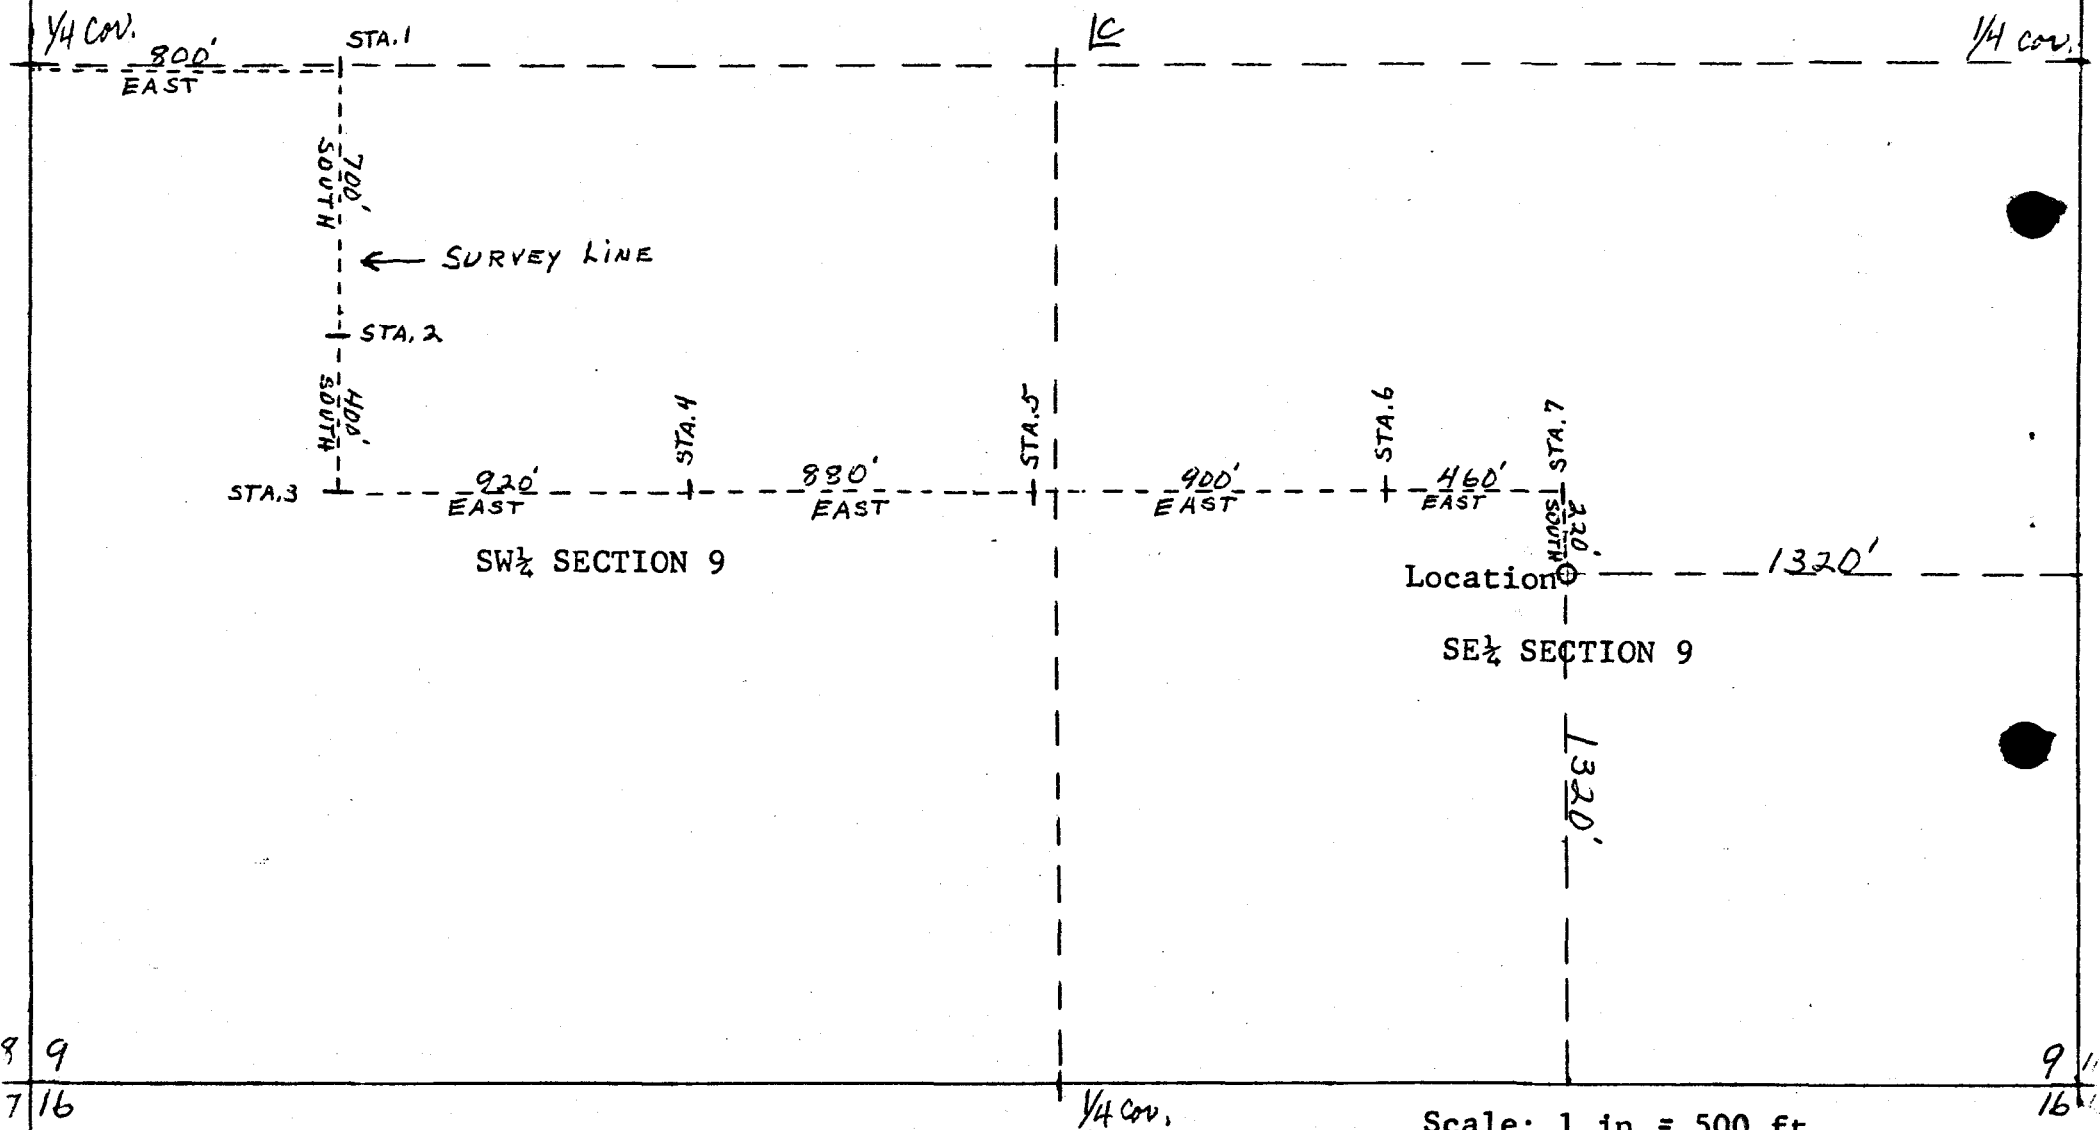 1/4 cor.
800'
EAST
STA.1
LC
1/4 cor.
700'
SOUTH
← SURVEY LINE
STA.2
400'
SOUTH
STA.3
920'
EAST
STA.4
880'
EAST
STA.5
900'
EAST
STA.6
460'
EAST
STA.7
220'
SOUTH
SW¼ SECTION 9
Location
1320'
SE¼ SECTION 9
1320'
8 9
9
7 16
1/4 cor.
16
Scale: 1 in = 500 ft